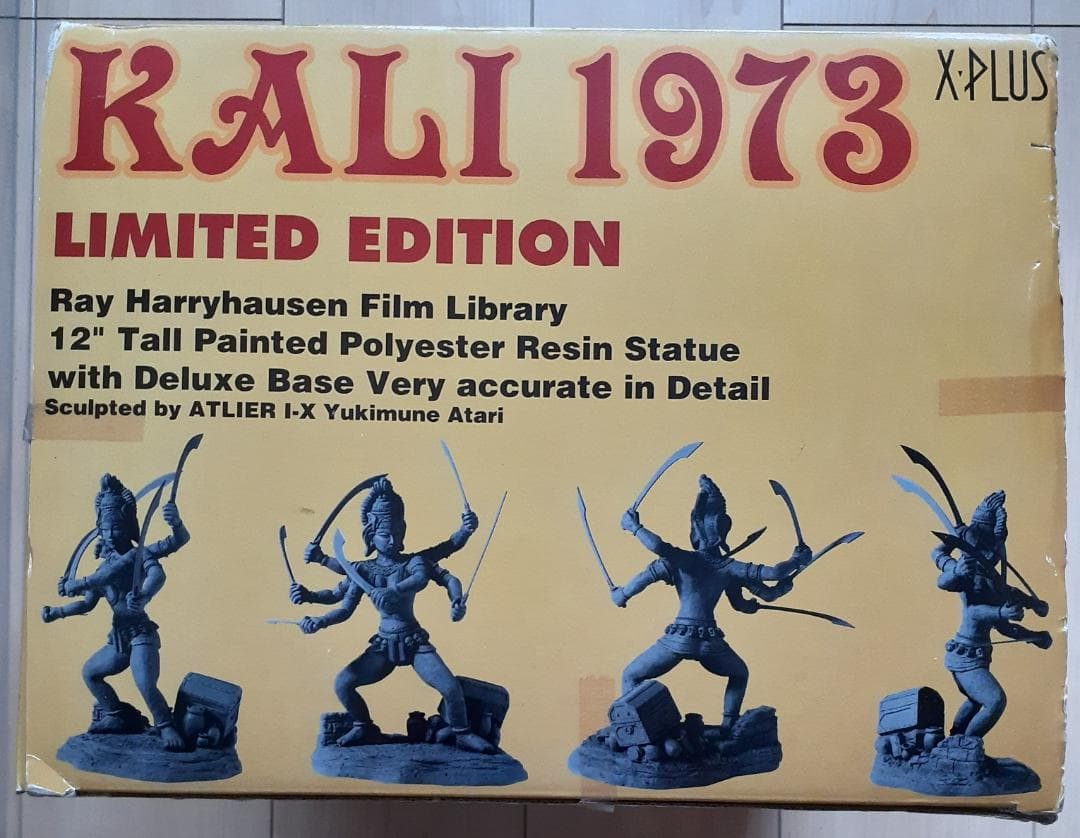 KALI 1973
X·PLUS
LIMITED EDITION
Ray Harryhausen Film Library
12" Tall Painted Polyester Resin Statue
with Deluxe Base Very accurate in Detail
Sculpted by ATLIER I-X Yukimune Atari